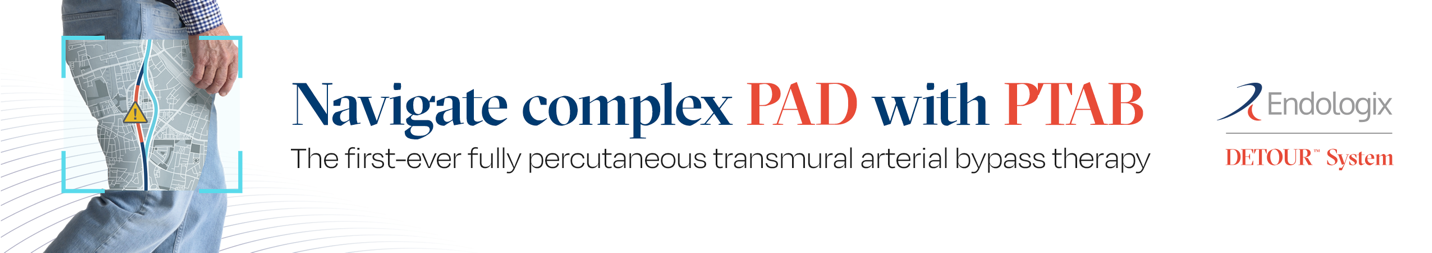 Navigate complex PAD with PTAB
The first-ever fully percutaneous transmural arterial bypass therapy
Endologix
DETOUR™ System